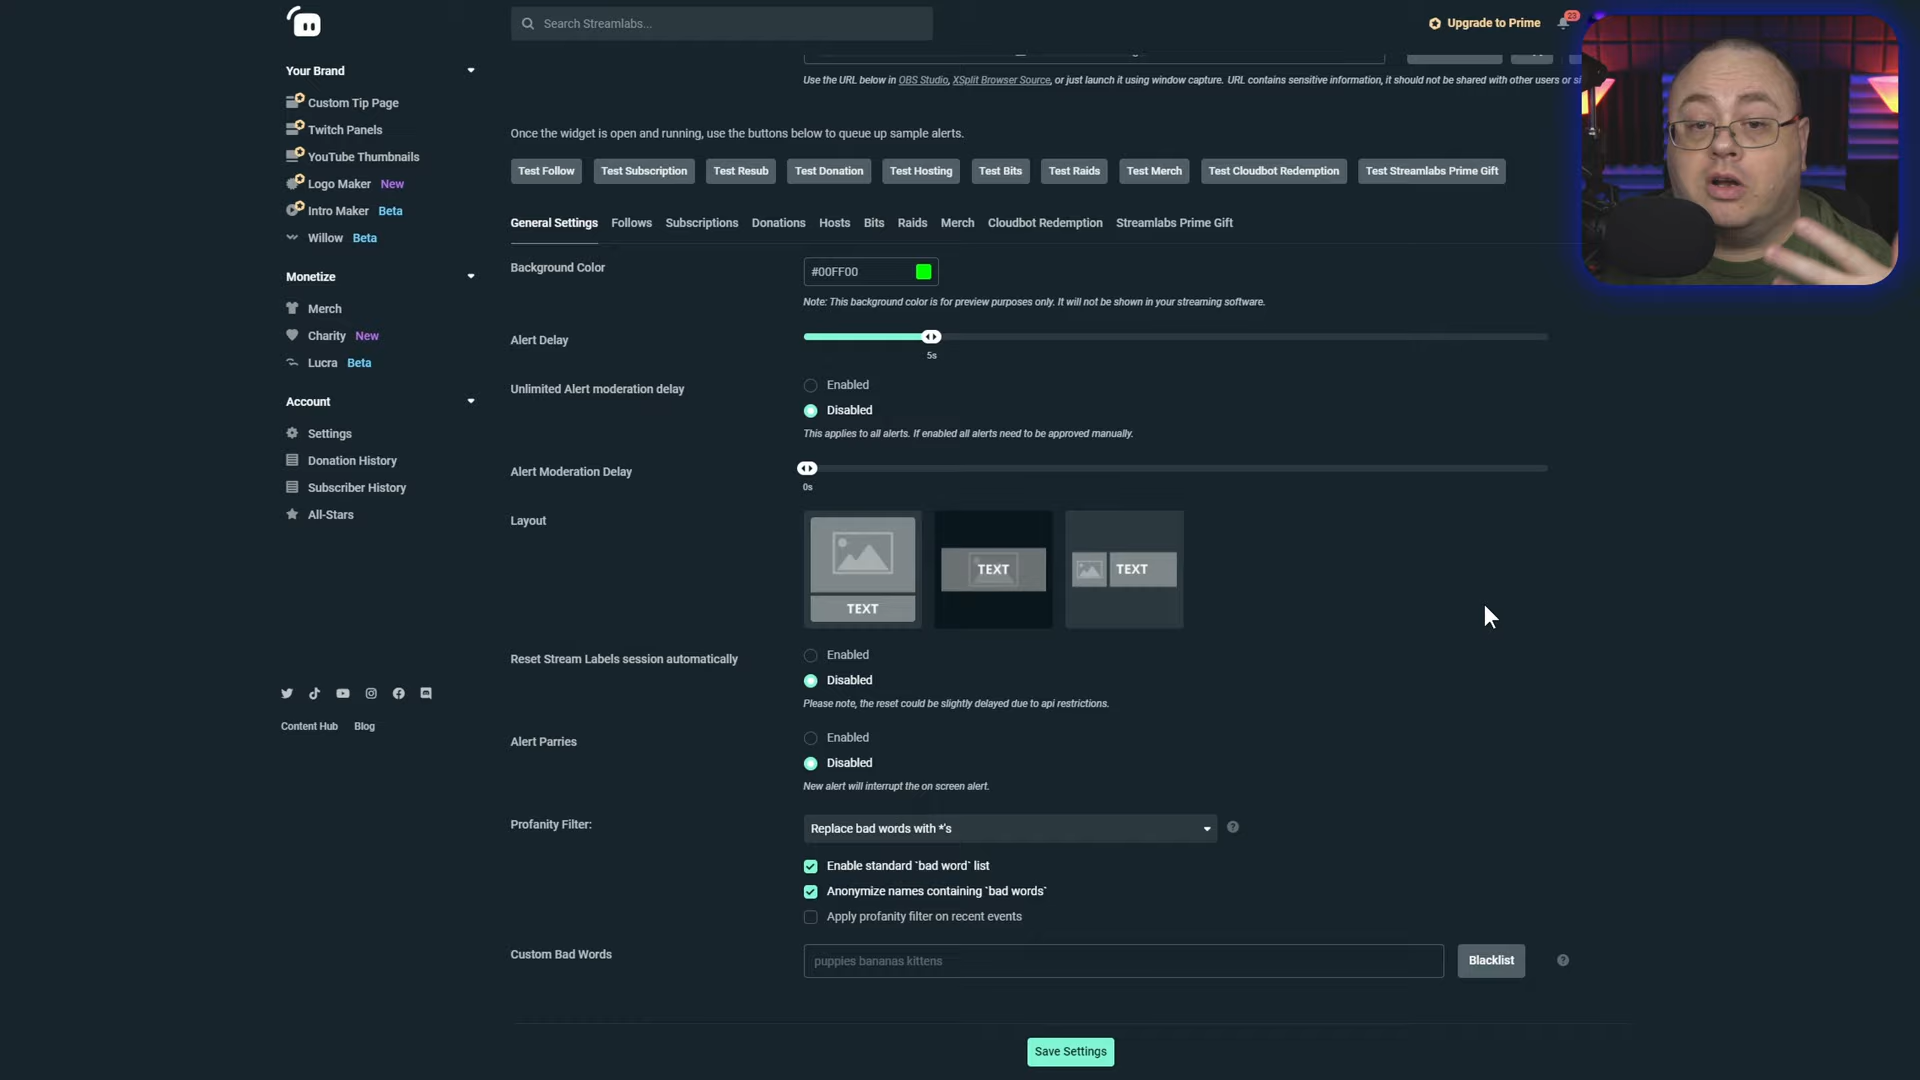 Search Streamlabs...
Upgrade to Prime
23
Your Brand
Custom Tip Page
Twitch Panels
YouTube Thumbnails
Logo Maker New
Intro Maker Beta
Willow Beta
Monetize
Merch
Charity New
Lucra Beta
Account
Settings
Donation History
Subscriber History
All-Stars
Content Hub Blog
Use the URL below in OBS Studio, XSplit Browser Source, or just launch it using window capture. URL contains sensitive information, it should not be shared with other users or si
Once the widget is open and running, use the buttons below to queue up sample alerts.
Test Follow Test Subscription Test Resub Test Donation Test Hosting Test Bits Test Raids Test Merch Test Cloudbot Redemption Test Streamlabs Prime Gift
General Settings Follows Subscriptions Donations Hosts Bits Raids Merch Cloudbot Redemption Streamlabs Prime Gift
Background Color
#00FF00
Note: This background color is for preview purposes only. It will not be shown in your streaming software.
Alert Delay
5s
Unlimited Alert moderation delay
Enabled
Disabled
This applies to all alerts. If enabled all alerts need to be approved manually.
Alert Moderation Delay
0s
Layout
TEXT
TEXT
TEXT
Reset Stream Labels session automatically
Enabled
Disabled
Please note, the reset could be slightly delayed due to api restrictions.
Alert Parries
Enabled
Disabled
New alert will interrupt the on screen alert.
Profanity Filter:
Replace bad words with *'s
Enable standard `bad word` list
Anonymize names containing `bad words`
Apply profanity filter on recent events
Custom Bad Words
puppies bananas kittens
Blacklist
Save Settings